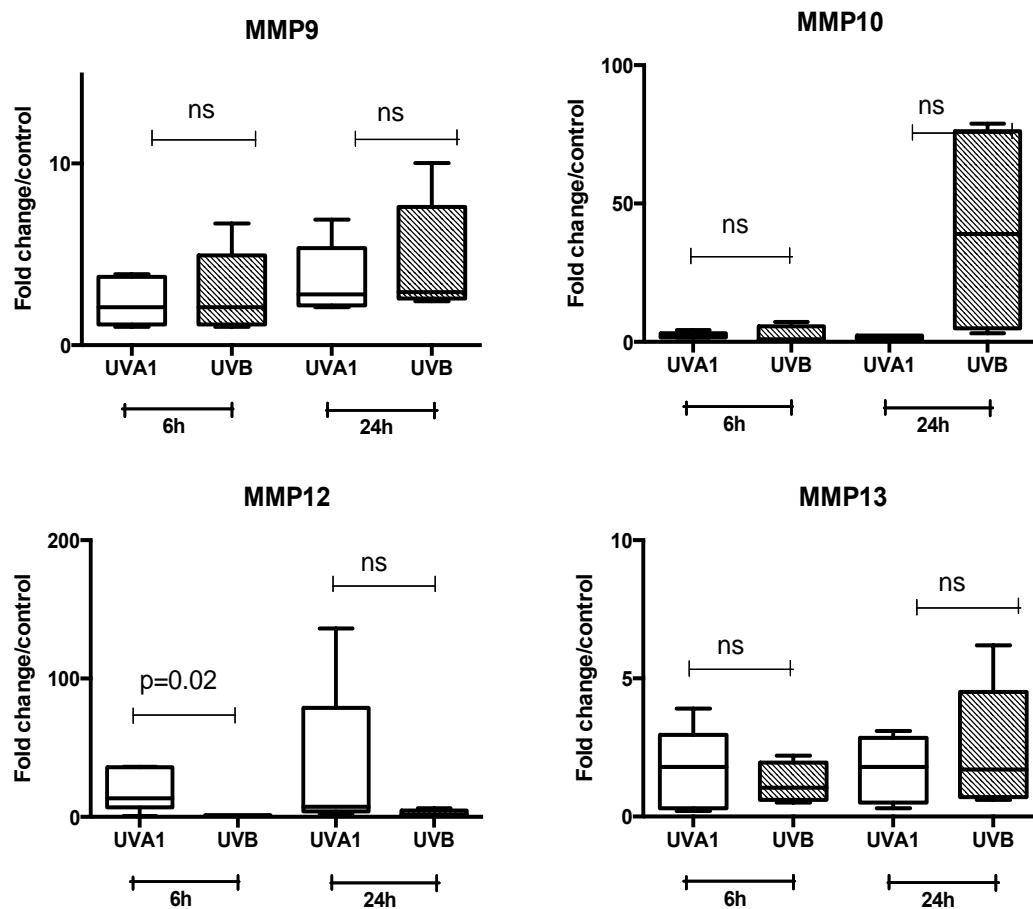 MMP9
Fold change/control
10
0
ns
ns
UVA1 UVB UVA1 UVB
6h 24h
MMP10
Fold change/control
100
50
0
ns
ns
UVA1 UVB UVA1 UVB
6h 24h
MMP12
Fold change/control
200
100
0
p=0.02
ns
UVA1 UVB UVA1 UVB
6h 24h
MMP13
Fold change/control
10
5
0
ns
ns
UVA1 UVB UVA1 UVB
6h 24h